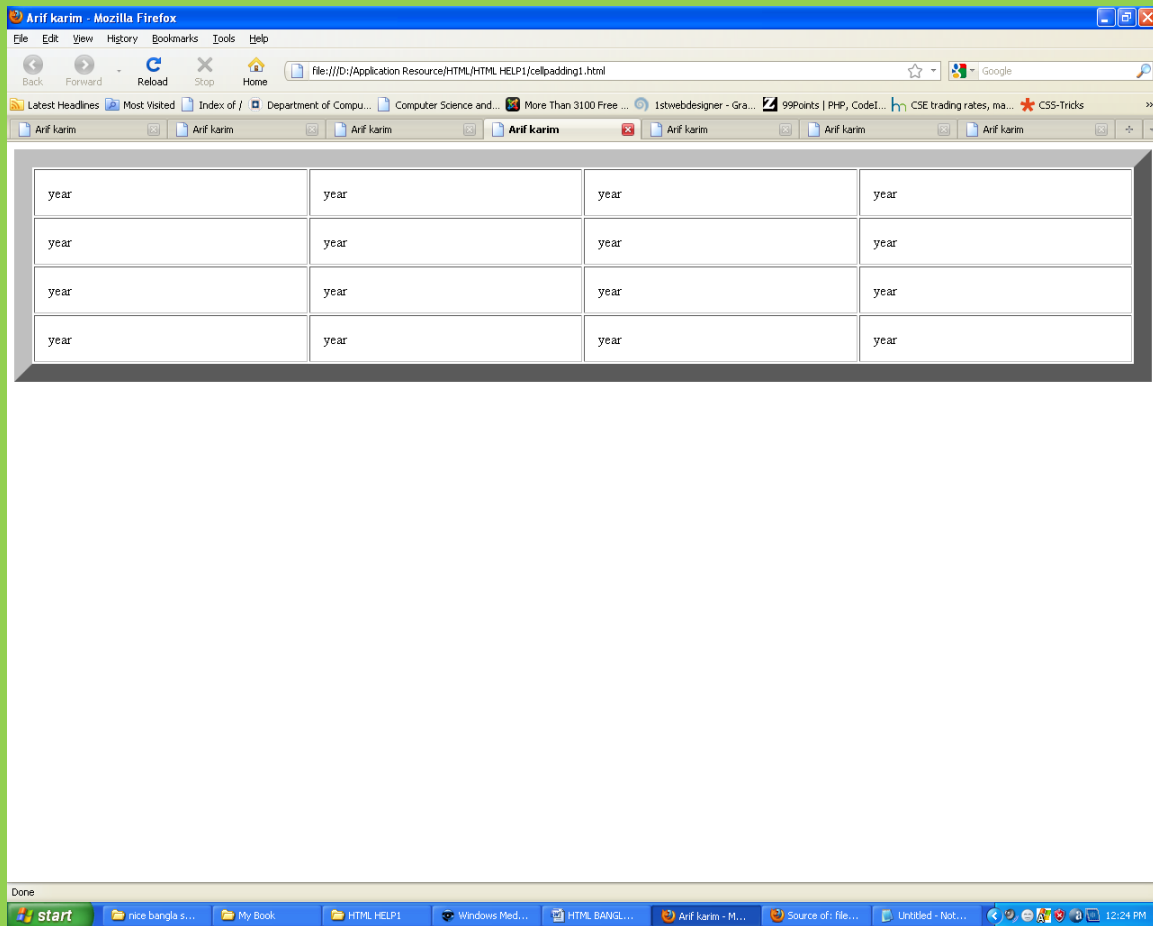 Arif karim - Mozilla Firefox
File Edit View History Bookmarks Tools Help
Back Forward Reload Stop Home file:///D:/Application Resource/HTML/HTML HELP1/cellpadding1.html Google
Latest Headlines Most Visited Index of / Department of Compu... Computer Science and... More Than 3100 Free ... 1stwebdesigner - Gra... 99Points | PHP, CodeI... CSE trading rates, ma... CSS-Tricks »
Arif karim Arif karim Arif karim Arif karim Arif karim Arif karim Arif karim
year year year year
year year year year
year year year year
year year year year
Done
start nice bangla s... My Book HTML HELP1 Windows Med... HTML BANGL... Arif karim - M... Source of: file... Untitled - Not... 12:24 PM